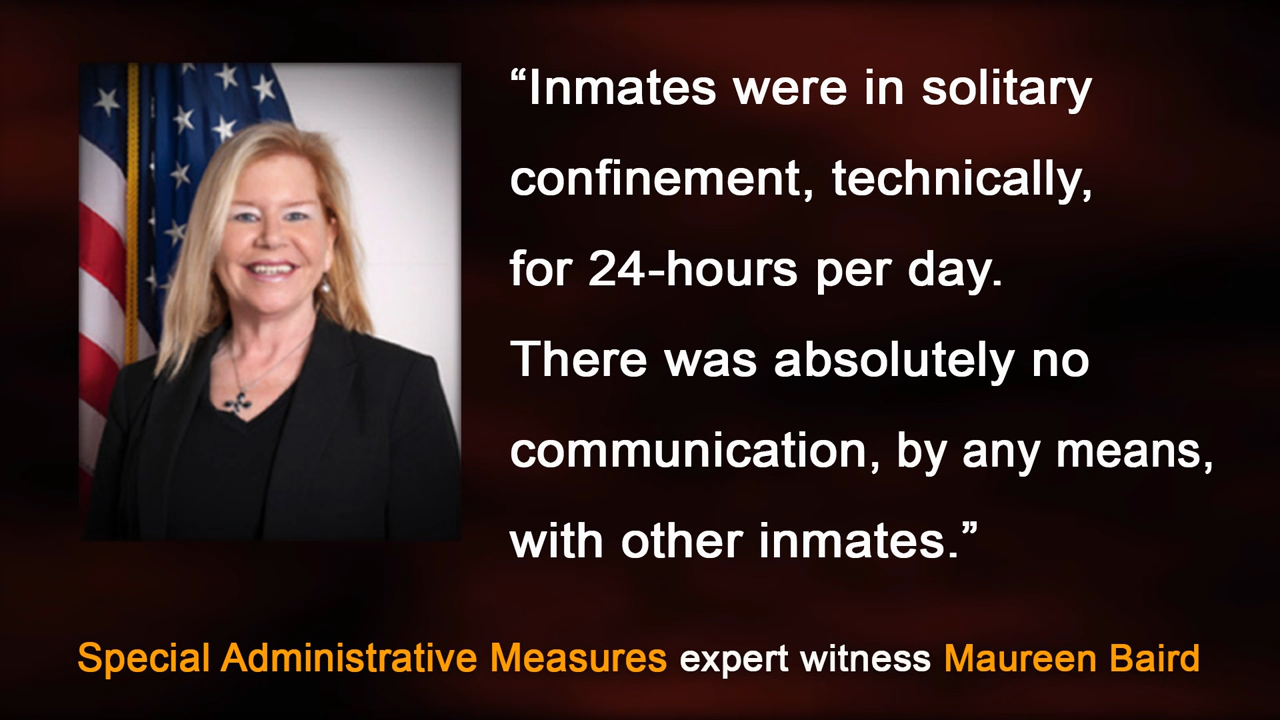 “Inmates were in solitary
confinement, technically,
for 24-hours per day.
There was absolutely no
communication, by any means,
with other inmates.”
Special Administrative Measures expert witness Maureen Baird